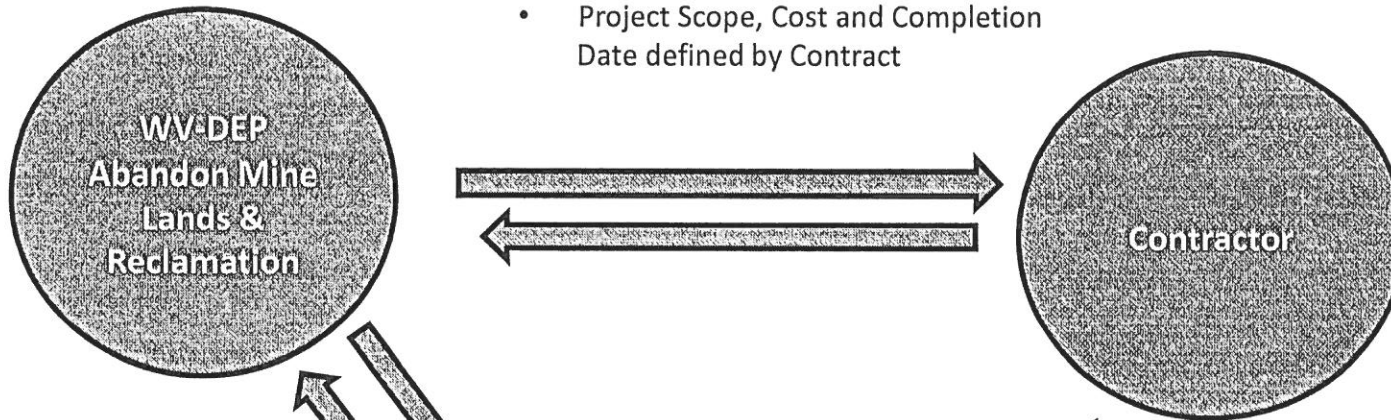 • Project Scope, Cost and Completion
Date defined by Contract
WV-DEP
Abandon Mine
Lands &
Reclamation
Contractor